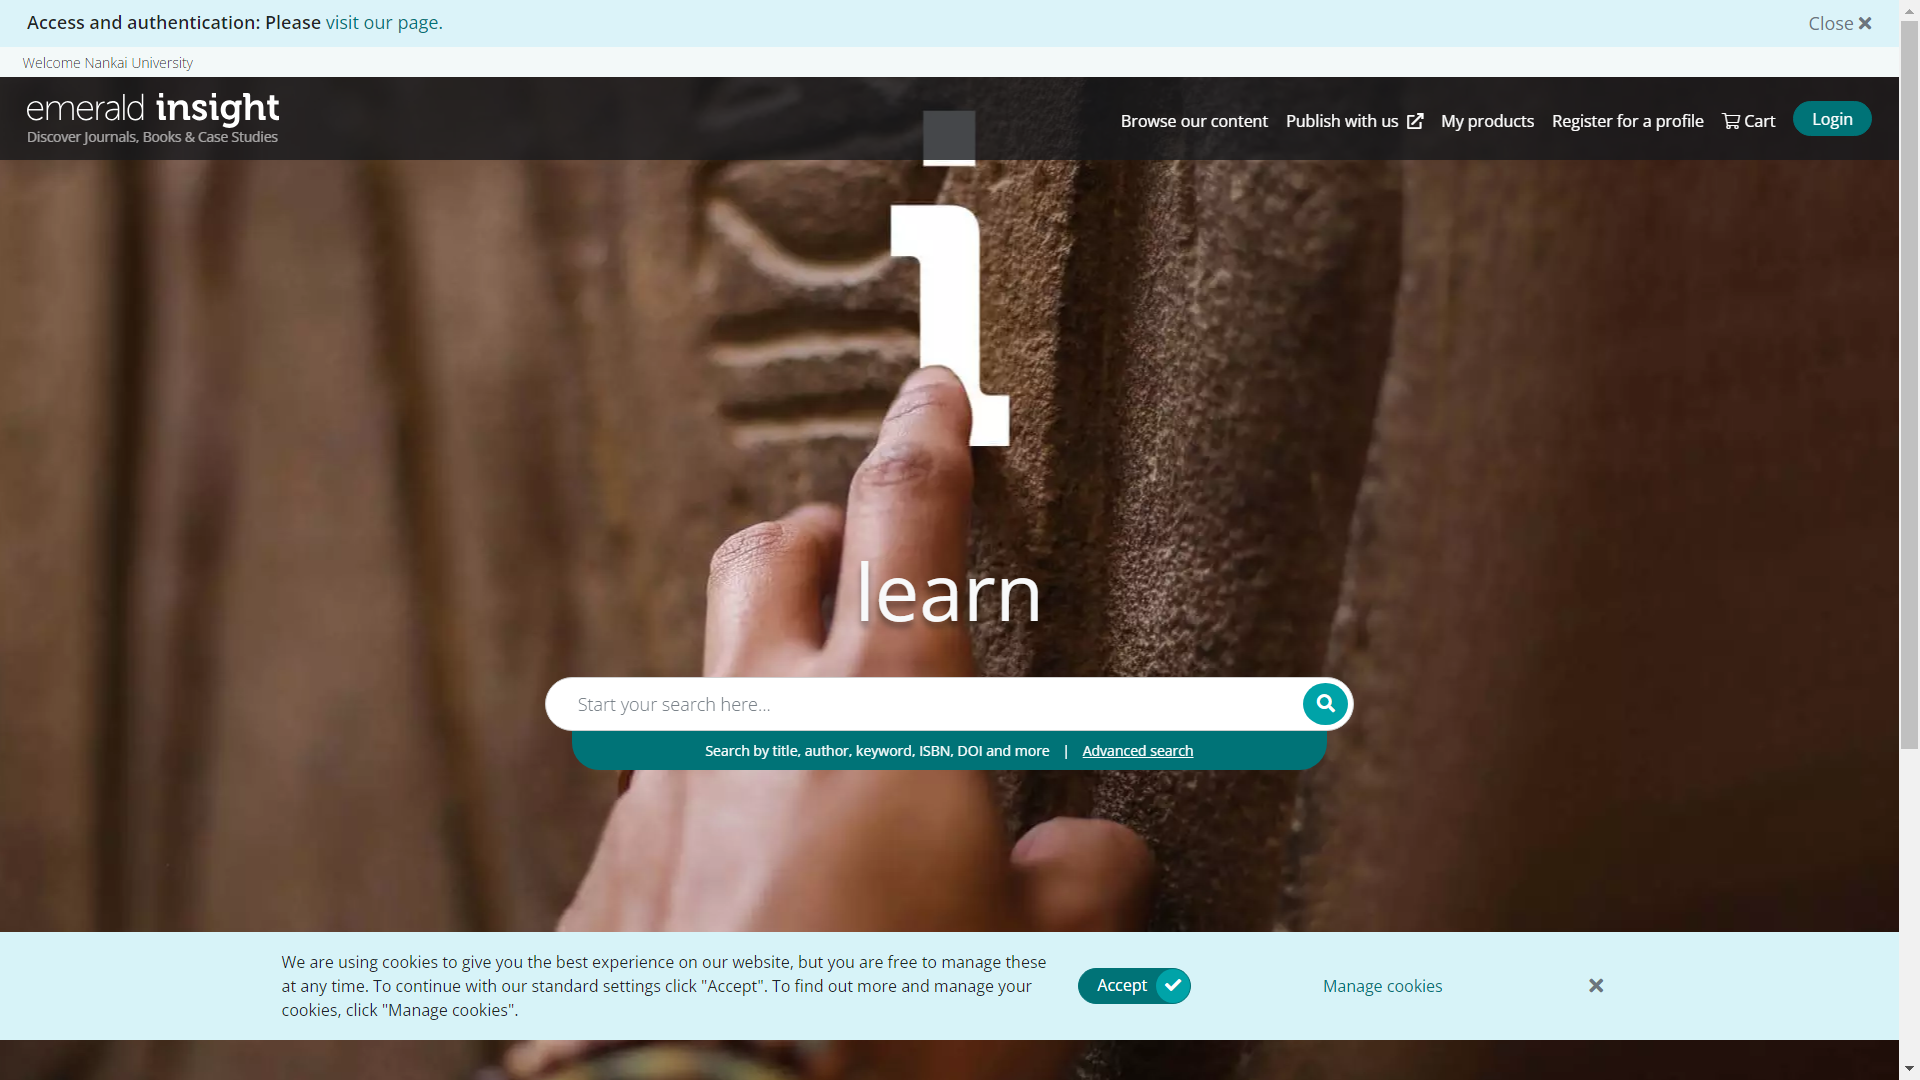 Access and authentication: Please visit our page.
Close
Welcome Nankai University
emerald insight
Discover Journals, Books & Case Studies
Browse our content
Publish with us
My products
Register for a profile
Cart
Login
i
learn
Start your search here...
Search by title, author, keyword, ISBN, DOI and more | Advanced search
We are using cookies to give you the best experience on our website, but you are free to manage these
at any time. To continue with our standard settings click "Accept". To find out more and manage your
cookies, click "Manage cookies".
Accept
Manage cookies